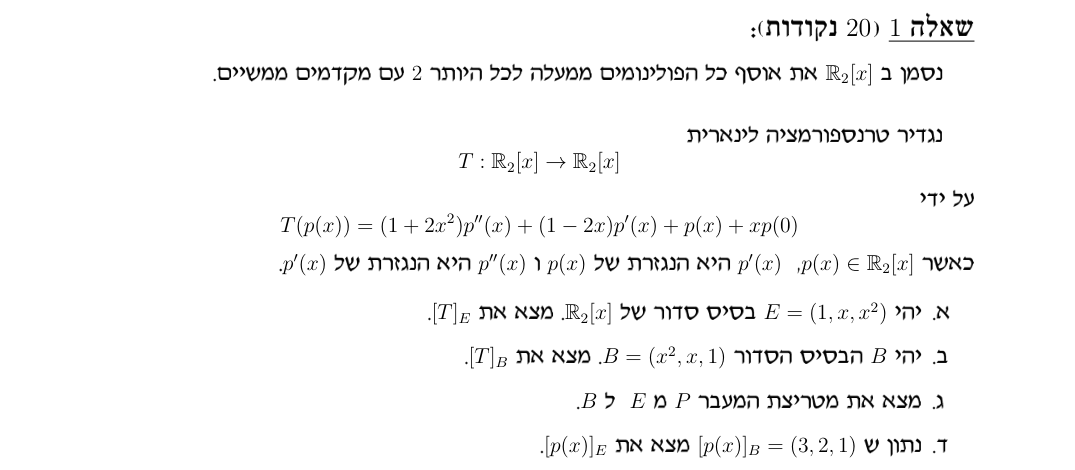 שאלה 1 (20 נקודות):
נסמן ב $\mathbb{R}_2[x]$ את אוסף כל הפולינומים ממעלה לכל היותר 2 עם מקדמים ממשיים.
נגדיר טרנספורמציה לינארית
$T : \mathbb{R}_2[x] \to \mathbb{R}_2[x]$
על ידי
$T(p(x)) = (1 + 2x^2)p''(x) + (1 - 2x)p'(x) + p(x) + xp(0)$
כאשר $p(x) \in \mathbb{R}_2[x]$, $p'(x)$ היא הנגזרת של $p(x)$ ו $p''(x)$ היא הנגזרת של $p'(x)$.
א. יהי $E = (1, x, x^2)$ בסיס סדור של $\mathbb{R}_2[x]$. מצא את $[T]_E$.
ב. יהי $B$ הבסיס הסדור $B = (x^2, x, 1)$. מצא את $[T]_B$.
ג. מצא את מטריצת המעבר $P$ מ $E$ ל $B$.
ד. נתון ש $[p(x)]_B = (3, 2, 1)$ מצא את $[p(x)]_E$.